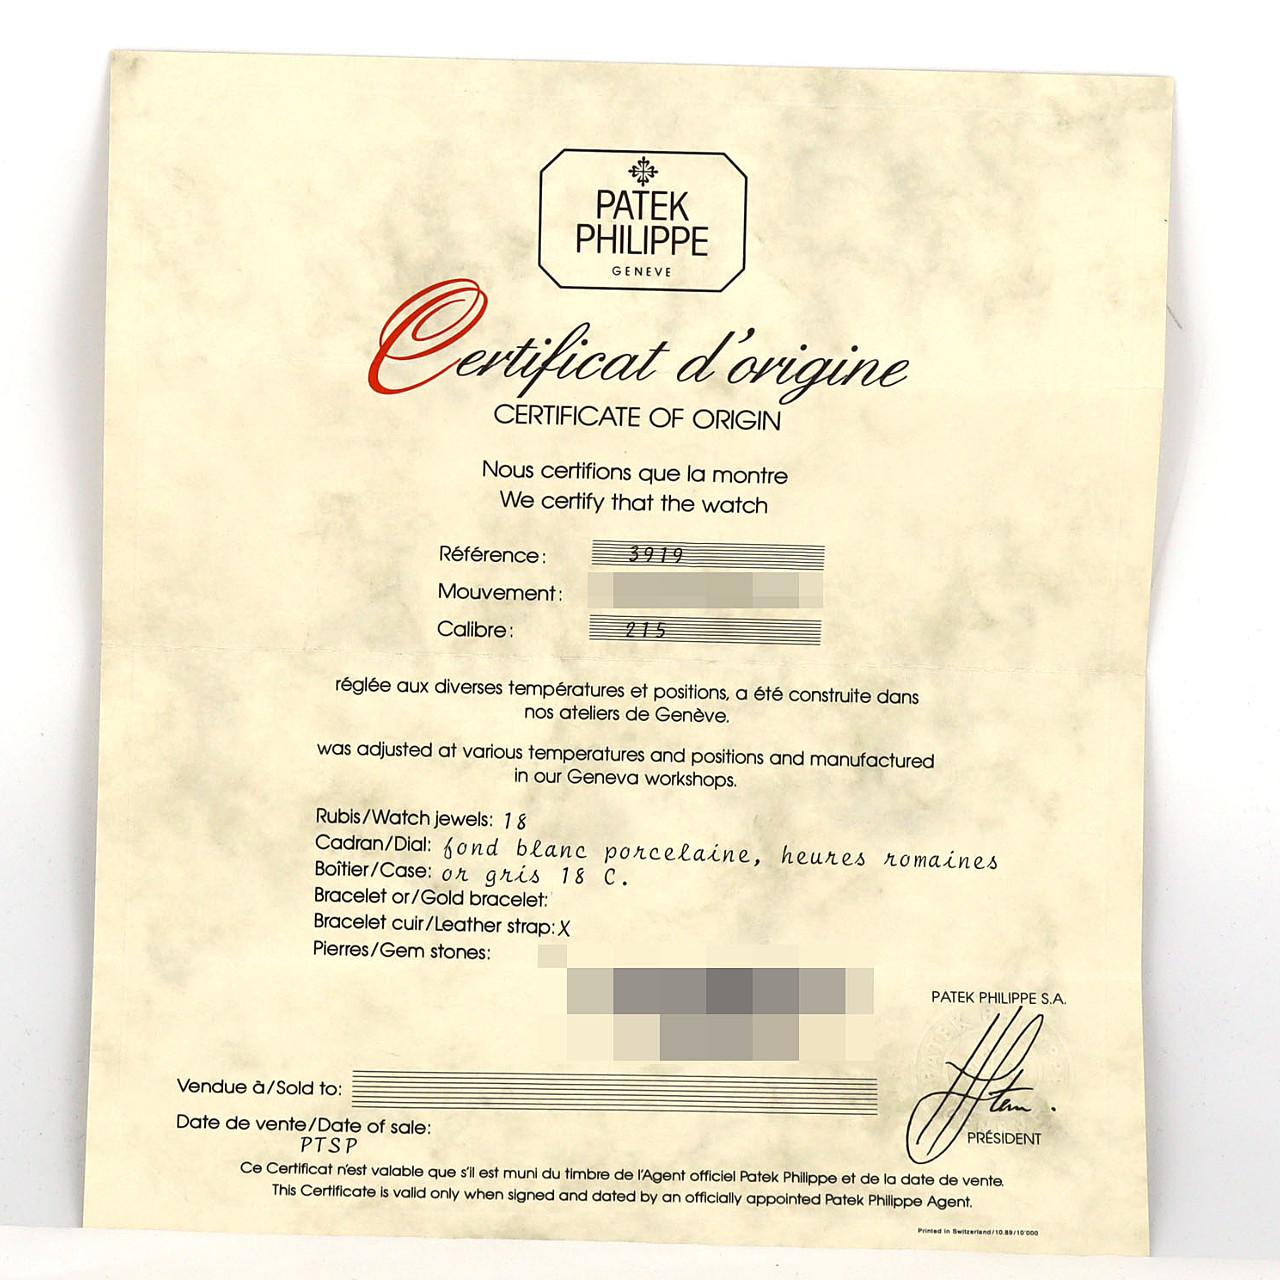 PATEK
PHILIPPE
GENEVE
Certificat d'origine
CERTIFICATE OF ORIGIN
Nous certifions que la montre
We certify that the watch
Référence: 3919
Mouvement:
Calibre: 215
réglée aux diverses températures et positions, a été construite dans
nos ateliers de Genève.
was adjusted at various temperatures and positions and manufactured
in our Geneva workshops.
Rubis/Watch jewels: 18
Cadran/Dial: fond blanc porcelaine, heures romaines
Boîtier/Case: or gris 18 C.
Bracelet or/Gold bracelet:
Bracelet cuir/Leather strap: X
Pierres/Gem stones:
PATEK PHILIPPE S.A.
Vendue à/Sold to:
Date de vente/Date of sale:
PTSP
PRÉSIDENT
Ce Certificat n'est valable que s'il est muni du timbre de l'Agent officiel Patek Philippe et de la date de vente.
This Certificate is valid only when signed and dated by an officially appointed Patek Philippe Agent.
Printed in Switzerland/10.89/10'000